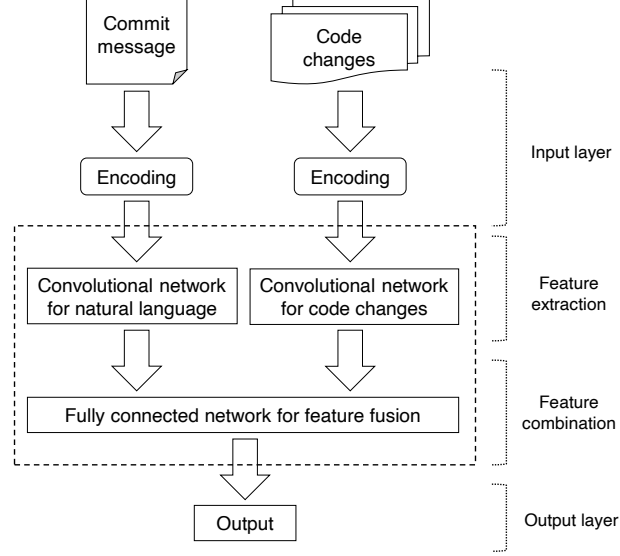 Commit
message
Code
changes
Input layer
Encoding
Encoding
Convolutional network
for natural language
Convolutional network
for code changes
Feature
extraction
Fully connected network for feature fusion
Feature
combination
Output
Output layer